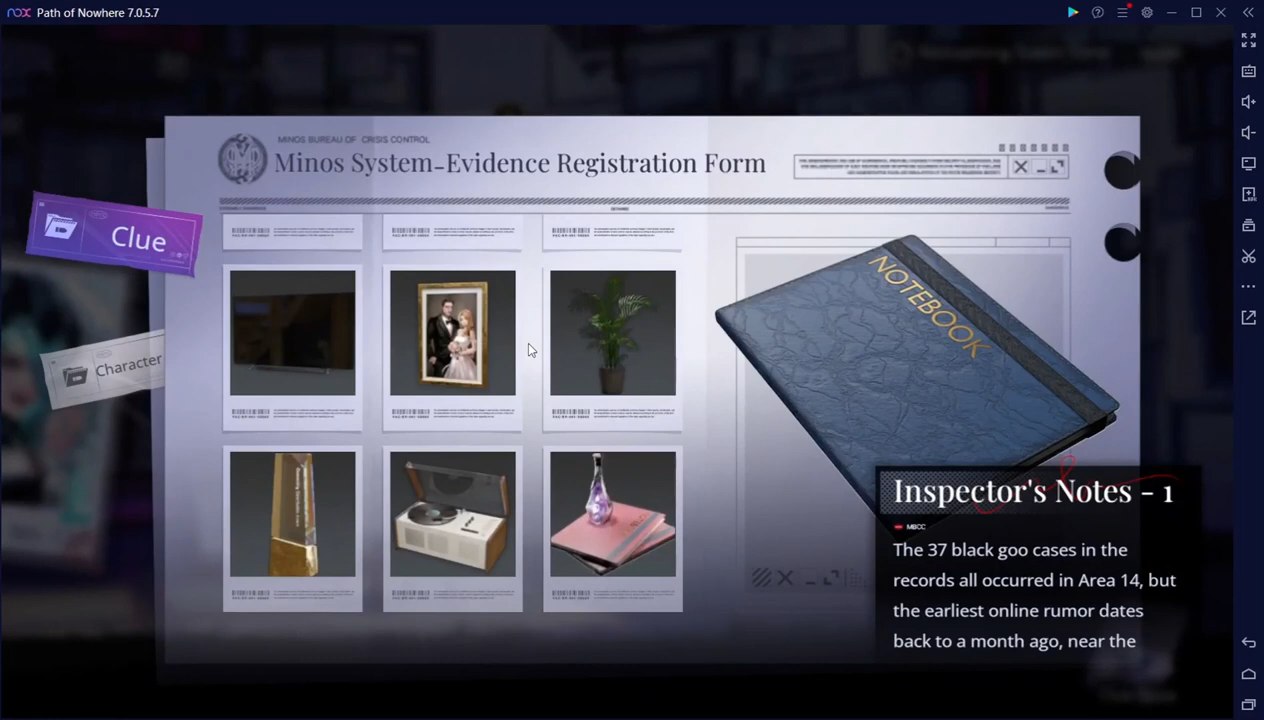 nox Path of Nowhere 7.0.5.7
MINOS BUREAU OF CRISIS CONTROL
Minos System-Evidence Registration Form
Clue
Character
NOTEBOOK
Inspector's Notes - 1
MBCC
The 37 black goo cases in the
records all occurred in Area 14, but
the earliest online rumor dates
back to a month ago, near the